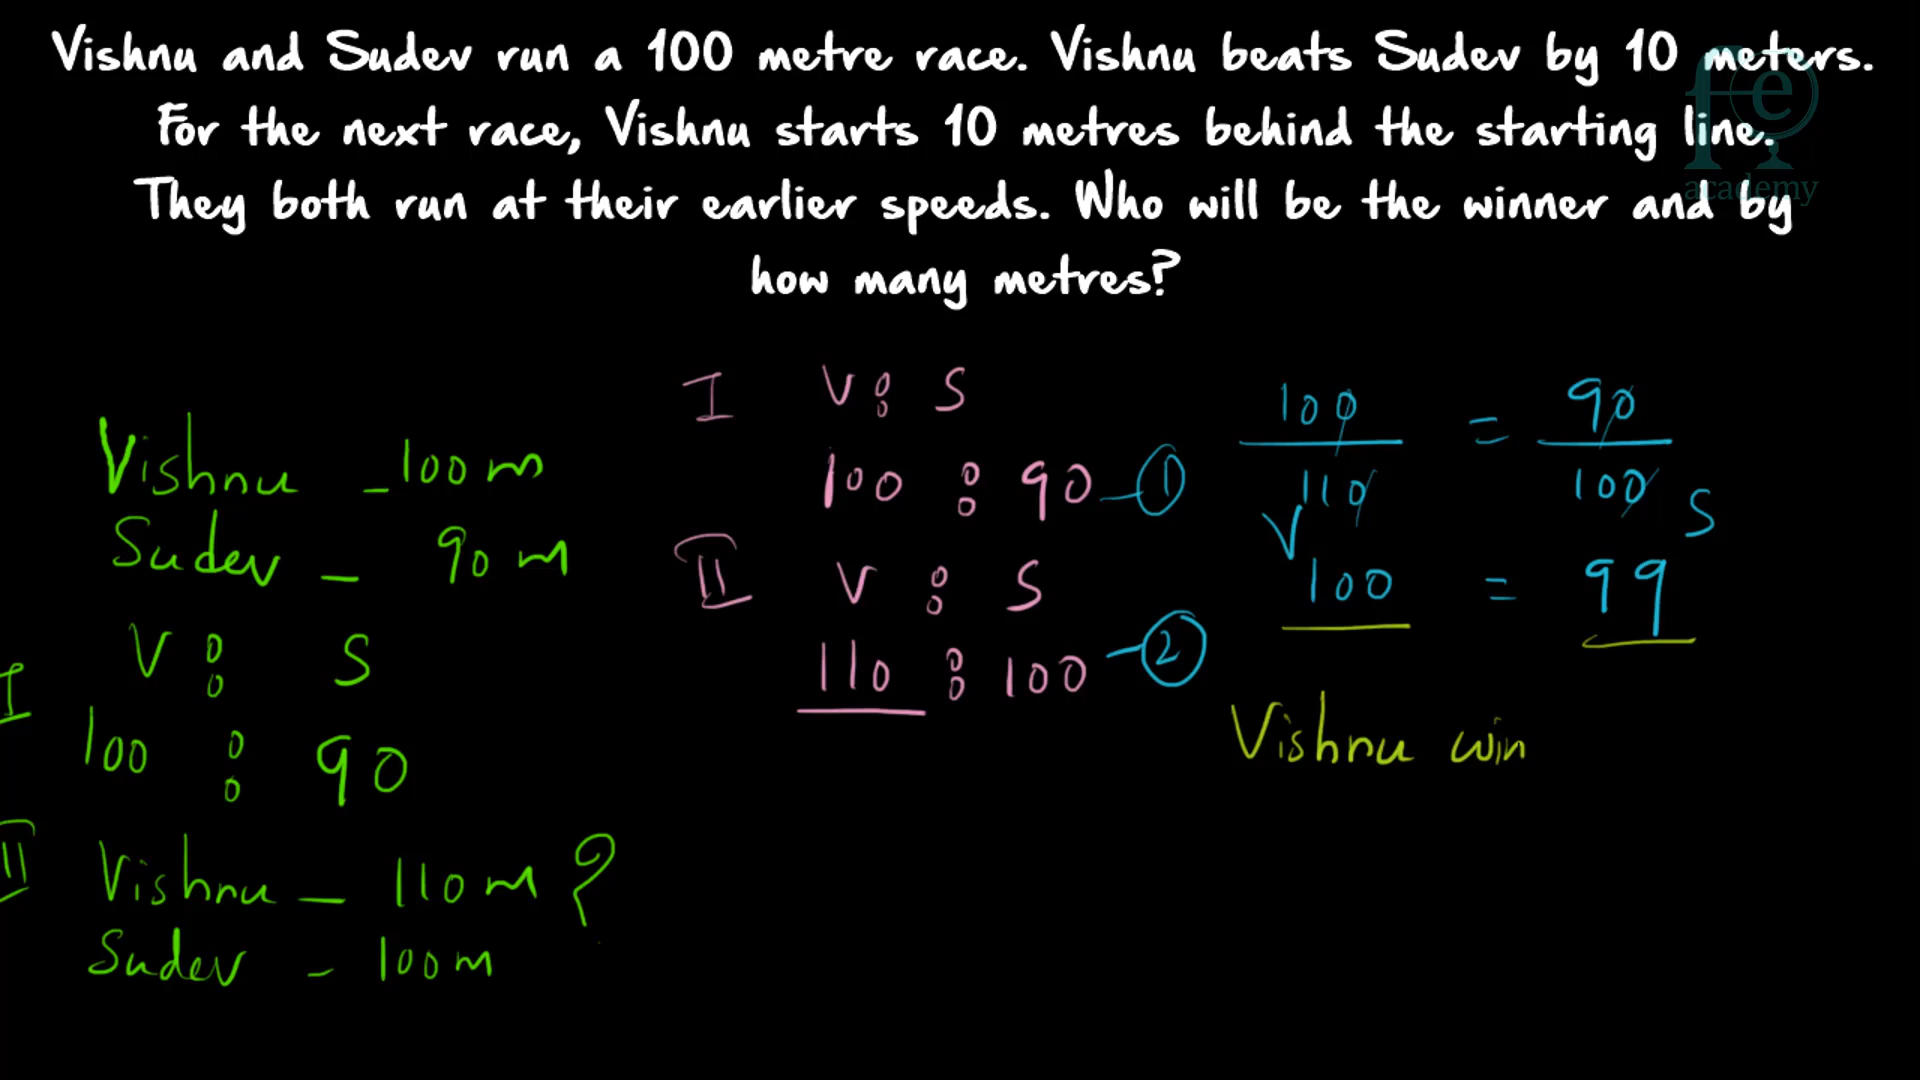 Vishnu and Sudev run a 100 metre race. Vishnu beats Sudev by 10 meters.
For the next race, Vishnu starts 10 metres behind the starting line.
They both run at their earlier speeds. Who will be the winner and by
how many metres?
fe
academy
Vishnu - 100 m
Sudev - 90 m
V : S
I
100 : 90
II
Vishnu - 110 m ?
Sudev - 100 m
I V : S
100 : 90 - 1
II V : S
110 : 100 - 2
100 = 90
110 100
V S
100 = 99
Vishnu win